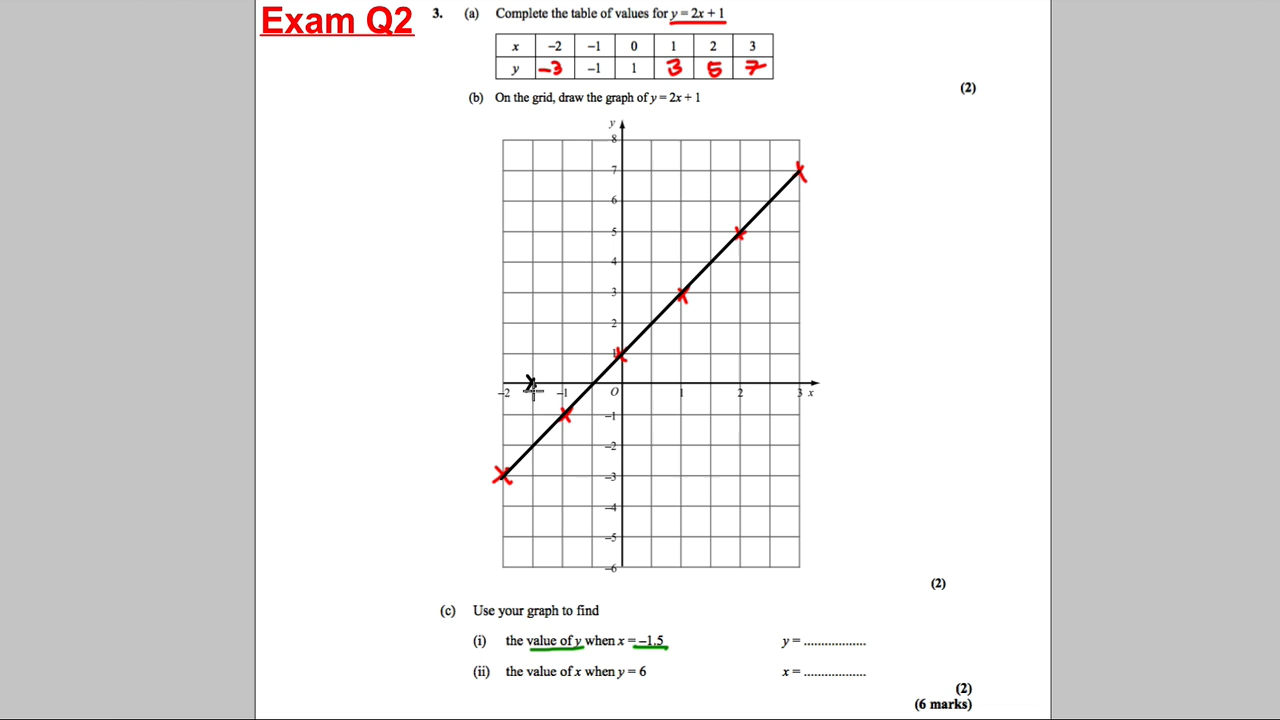 Exam Q2
3. (a) Complete the table of values for y = 2x + 1
x –2 –1 0 1 2 3
y –3 –1 1 3 5 7
(2)
(b) On the grid, draw the graph of y = 2x + 1
y
8
7
6
5
4
3
2
1
–2 –1 O 1 2 3 x
–1
–2
–3
–4
–5
–6
(2)
(c) Use your graph to find
(i) the value of y when x = –1.5 y = ..................
(ii) the value of x when y = 6 x = ..................
(2)
(6 marks)